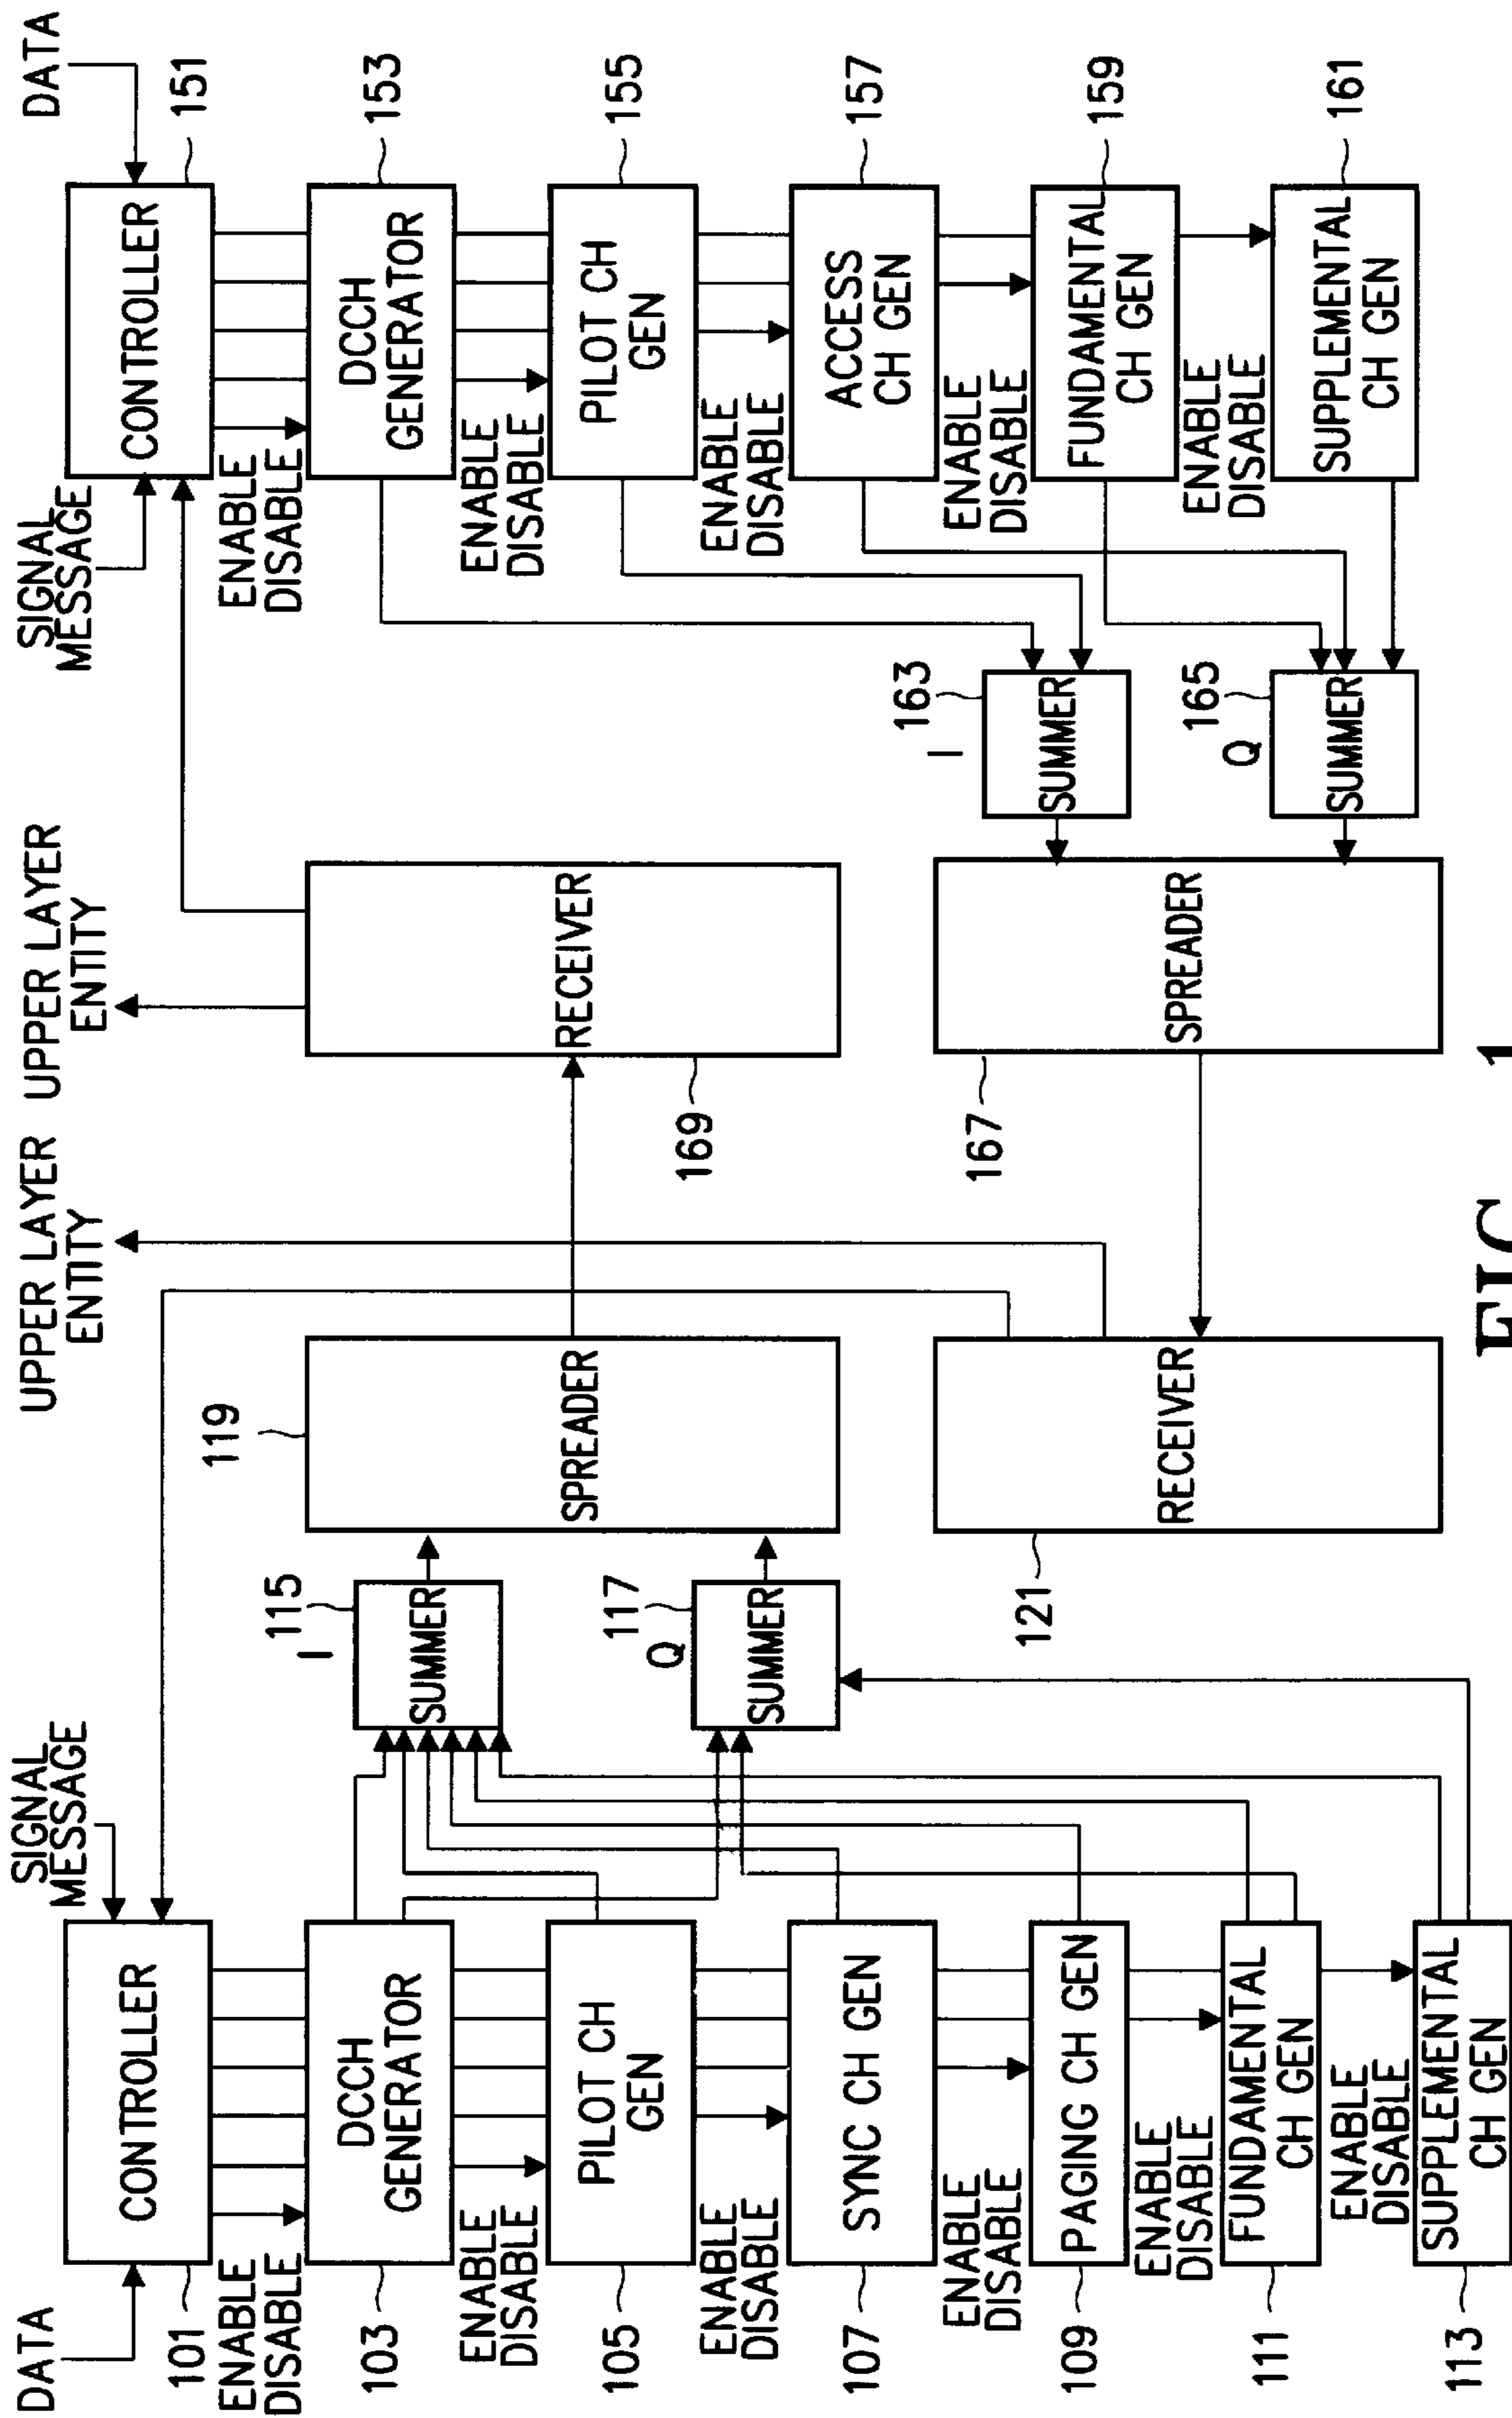 DATA
SIGNAL
MESSAGE
UPPER LAYER
ENTITY
UPPER LAYER
ENTITY
SIGNAL
MESSAGE
DATA
101
CONTROLLER
ENABLE
DISABLE
103
DCCH
GENERATOR
ENABLE
DISABLE
105
PILOT CH
GEN
ENABLE
DISABLE
107
SYNC CH GEN
ENABLE
DISABLE
109
PAGING CH GEN
ENABLE
DISABLE
111
FUNDAMENTAL
CH GEN
ENABLE
DISABLE
113
SUPPLEMENTAL
CH GEN
115
I
SUMMER
117
Q
SUMMER
119
SPREADER
121
RECEIVER
RECEIVER
169
SPREADER
167
163
I
SUMMER
165
Q
SUMMER
CONTROLLER
151
ENABLE
DISABLE
DCCH
GENERATOR
153
ENABLE
DISABLE
PILOT CH
GEN
155
ENABLE
DISABLE
ACCESS
CH GEN
157
ENABLE
DISABLE
FUNDAMENTAL
CH GEN
159
ENABLE
DISABLE
SUPPLEMENTAL
CH GEN
161
FIG. 1